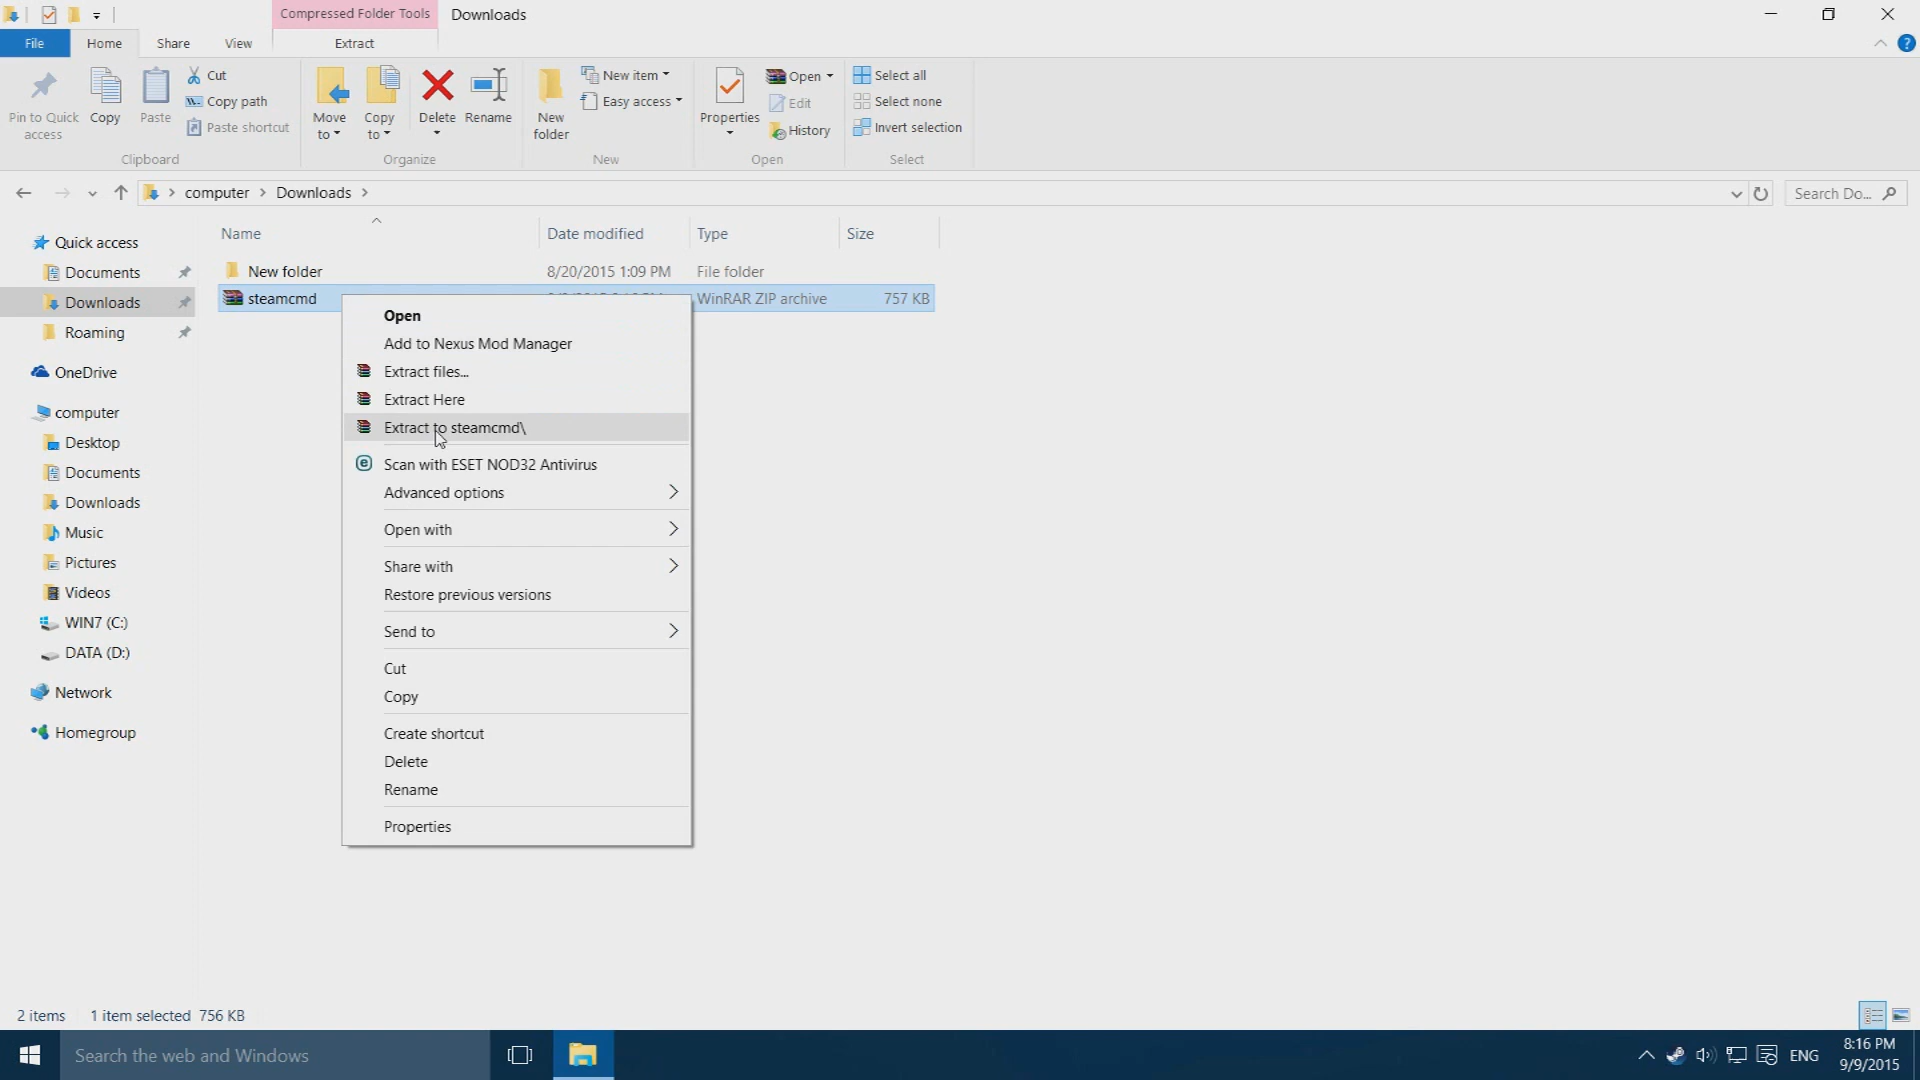 Compressed Folder Tools
Downloads
File
Home
Share
View
Extract
Pin to Quick access
Copy
Paste
Cut
Copy path
Paste shortcut
Clipboard
Move to
Copy to
Delete
Rename
Organize
New folder
New item
Easy access
New
Properties
Open
Edit
History
Open
Select all
Select none
Invert selection
Select
computer
Downloads
Search Do...
Name
Date modified
Type
Size
Quick access
Documents
Downloads
Roaming
OneDrive
computer
Desktop
Documents
Downloads
Music
Pictures
Videos
WIN7 (C:)
DATA (D:)
Network
Homegroup
New folder 8/20/2015 1:09 PM File folder
steamcmd WinRAR ZIP archive 757 KB
Open
Add to Nexus Mod Manager
Extract files...
Extract Here
Extract to steamcmd\
Scan with ESET NOD32 Antivirus
Advanced options
Open with
Share with
Restore previous versions
Send to
Cut
Copy
Create shortcut
Delete
Rename
Properties
2 items 1 item selected 756 KB
Search the web and Windows
ENG
8:16 PM
9/9/2015